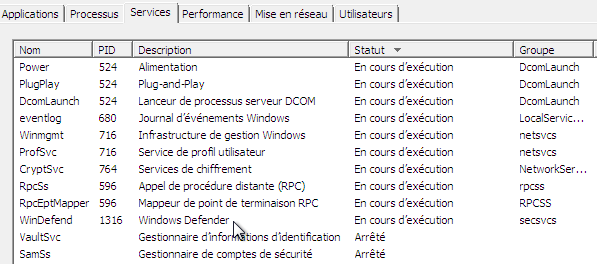 Applications Processus Services Performance Mise en réseau Utilisateurs
Nom PID Description Statut Groupe
Power 524 Alimentation En cours d'exécution DcomLaunch
PlugPlay 524 Plug-and-Play En cours d'exécution DcomLaunch
DcomLaunch 524 Lanceur de processus serveur DCOM En cours d'exécution DcomLaunch
eventlog 680 Journal d'événements Windows En cours d'exécution LocalServic...
Winmgmt 716 Infrastructure de gestion Windows En cours d'exécution netsvcs
ProfSvc 716 Service de profil utilisateur En cours d'exécution netsvcs
CryptSvc 764 Services de chiffrement En cours d'exécution NetworkSer...
RpcSs 596 Appel de procédure distante (RPC) En cours d'exécution rpcss
RpcEptMapper 596 Mappeur de point de terminaison RPC En cours d'exécution RPCSS
WinDefend 1316 Windows Defender En cours d'exécution secsvcs
VaultSvc Gestionnaire d'informations d'identification Arrêté
SamSs Gestionnaire de comptes de sécurité Arrêté